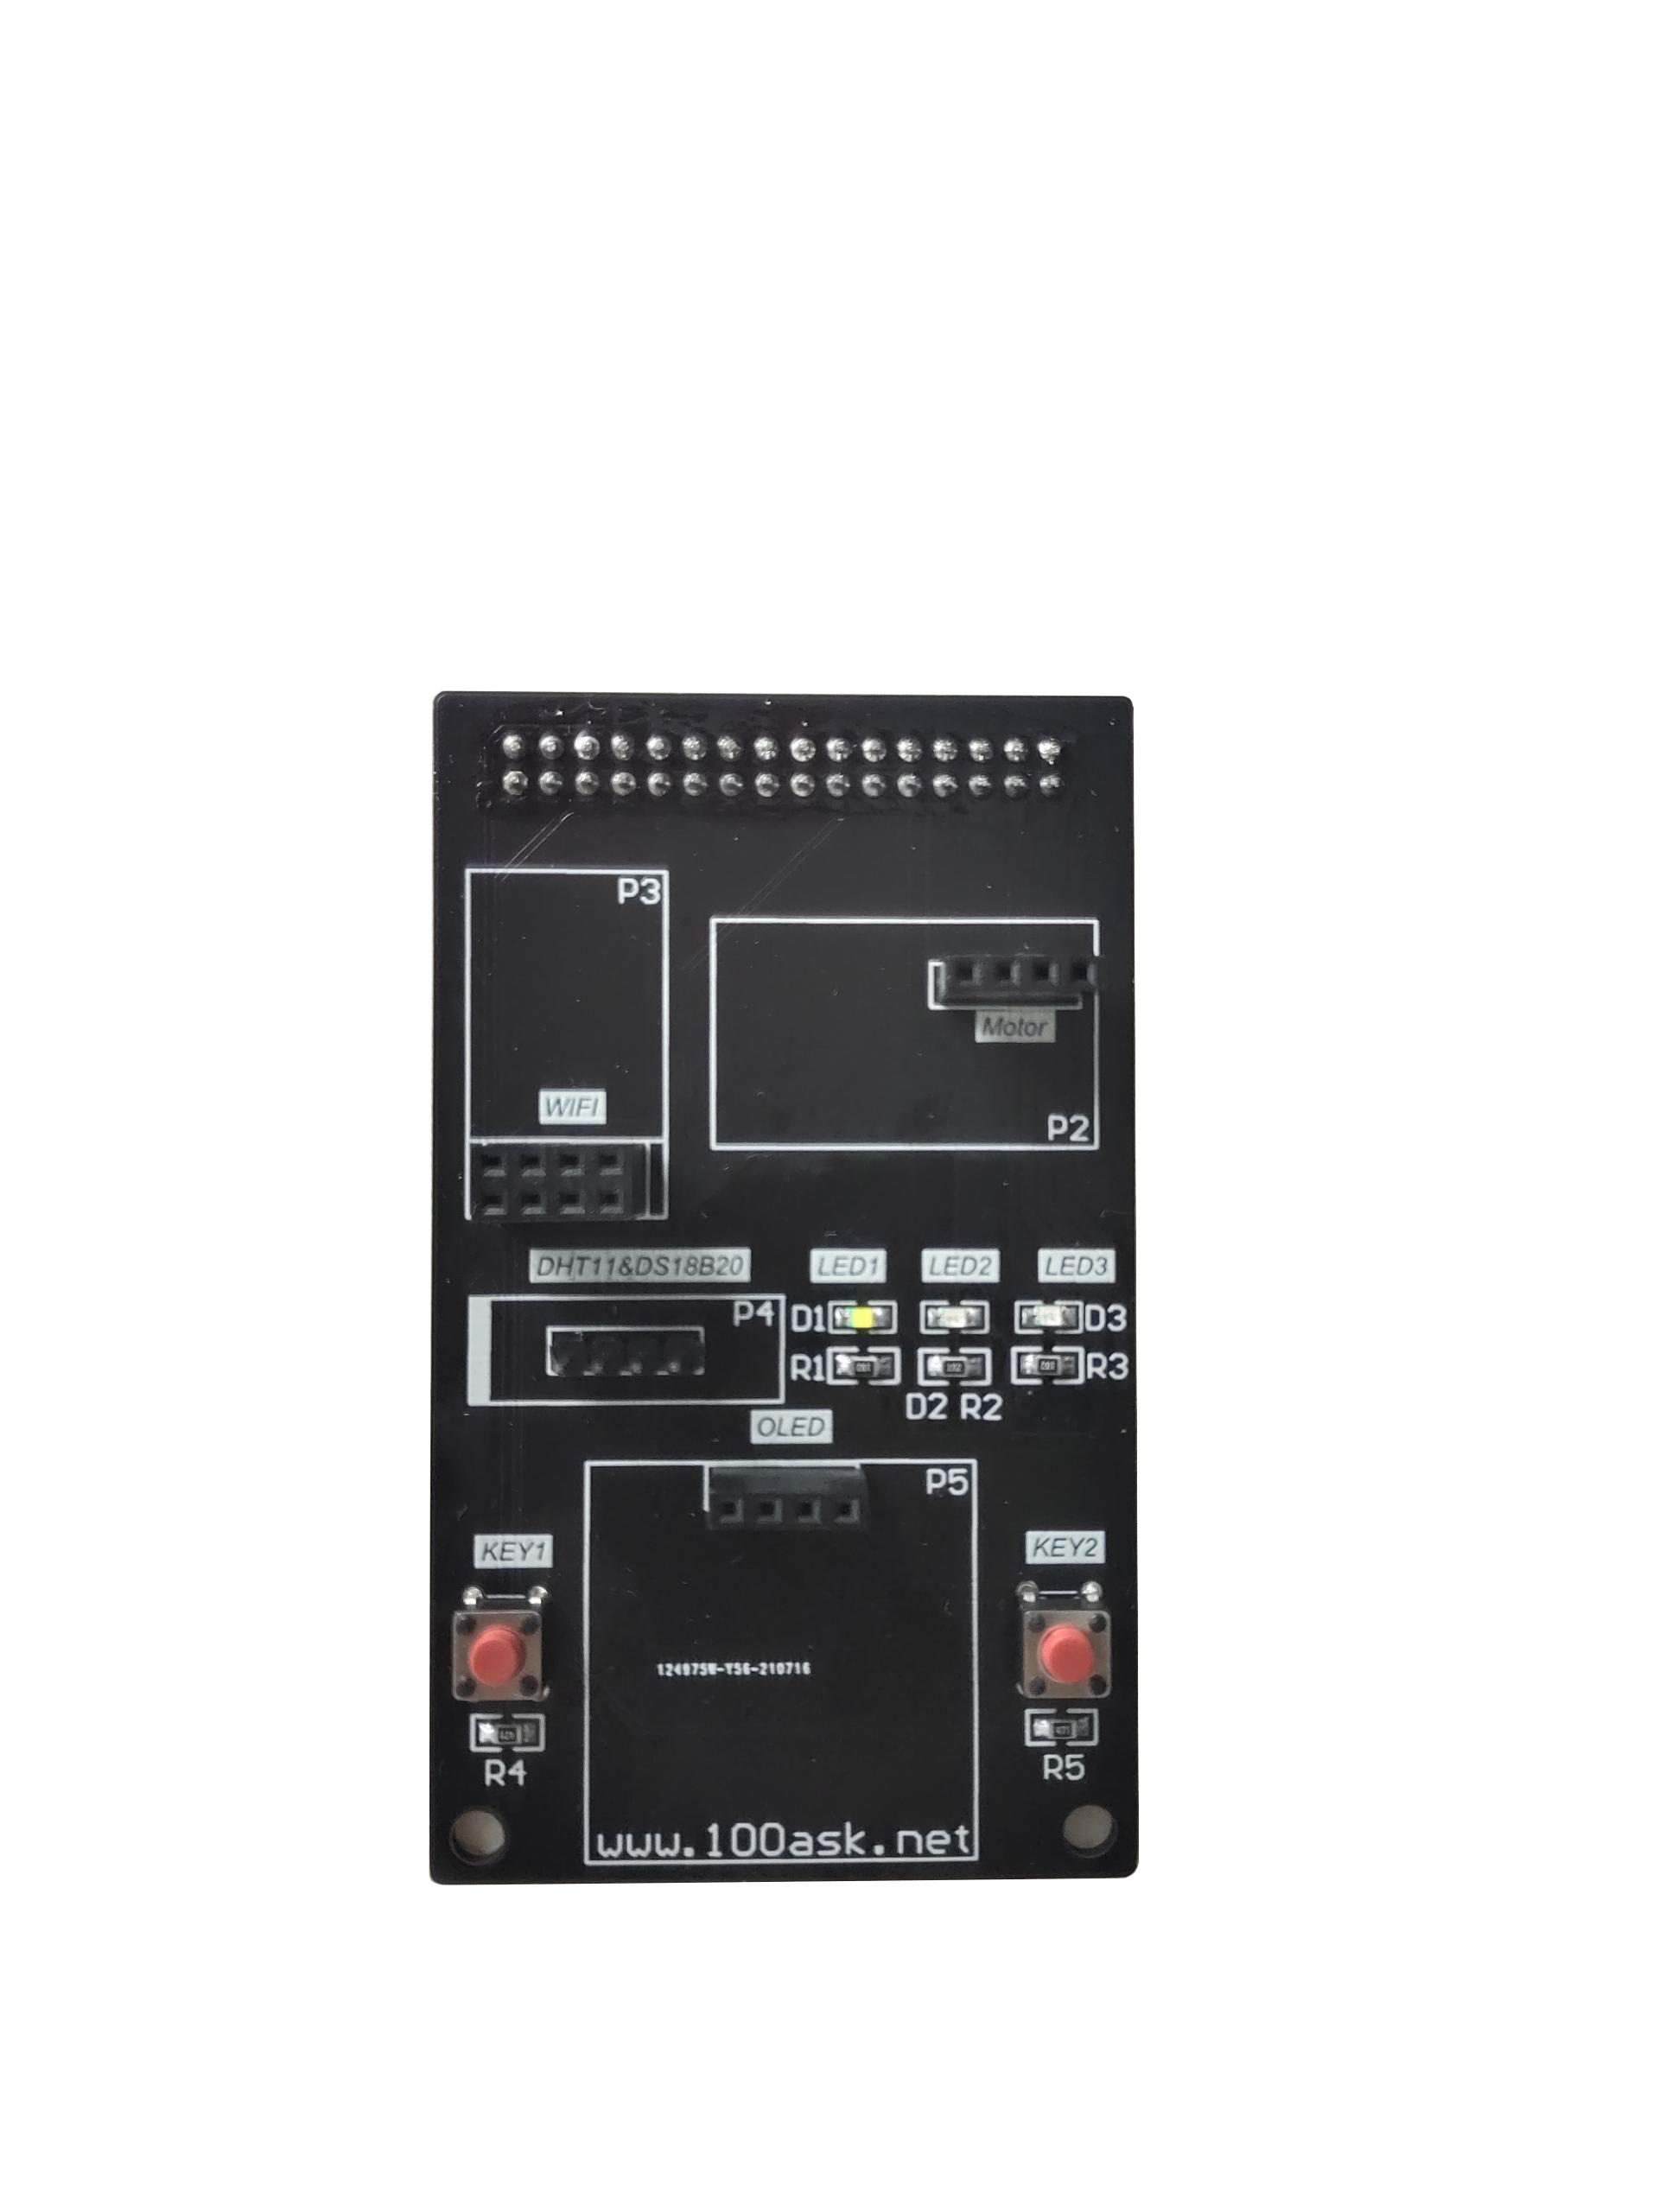 P3
Motor
WIFI
P2
DHT11&DS18B20
LED1
LED2
LED3
P4
D1
D3
R1
R3
D2 R2
OLED
P5
KEY1
KEY2
124975W-Y56-210716
R4
R5
www.100ask.net